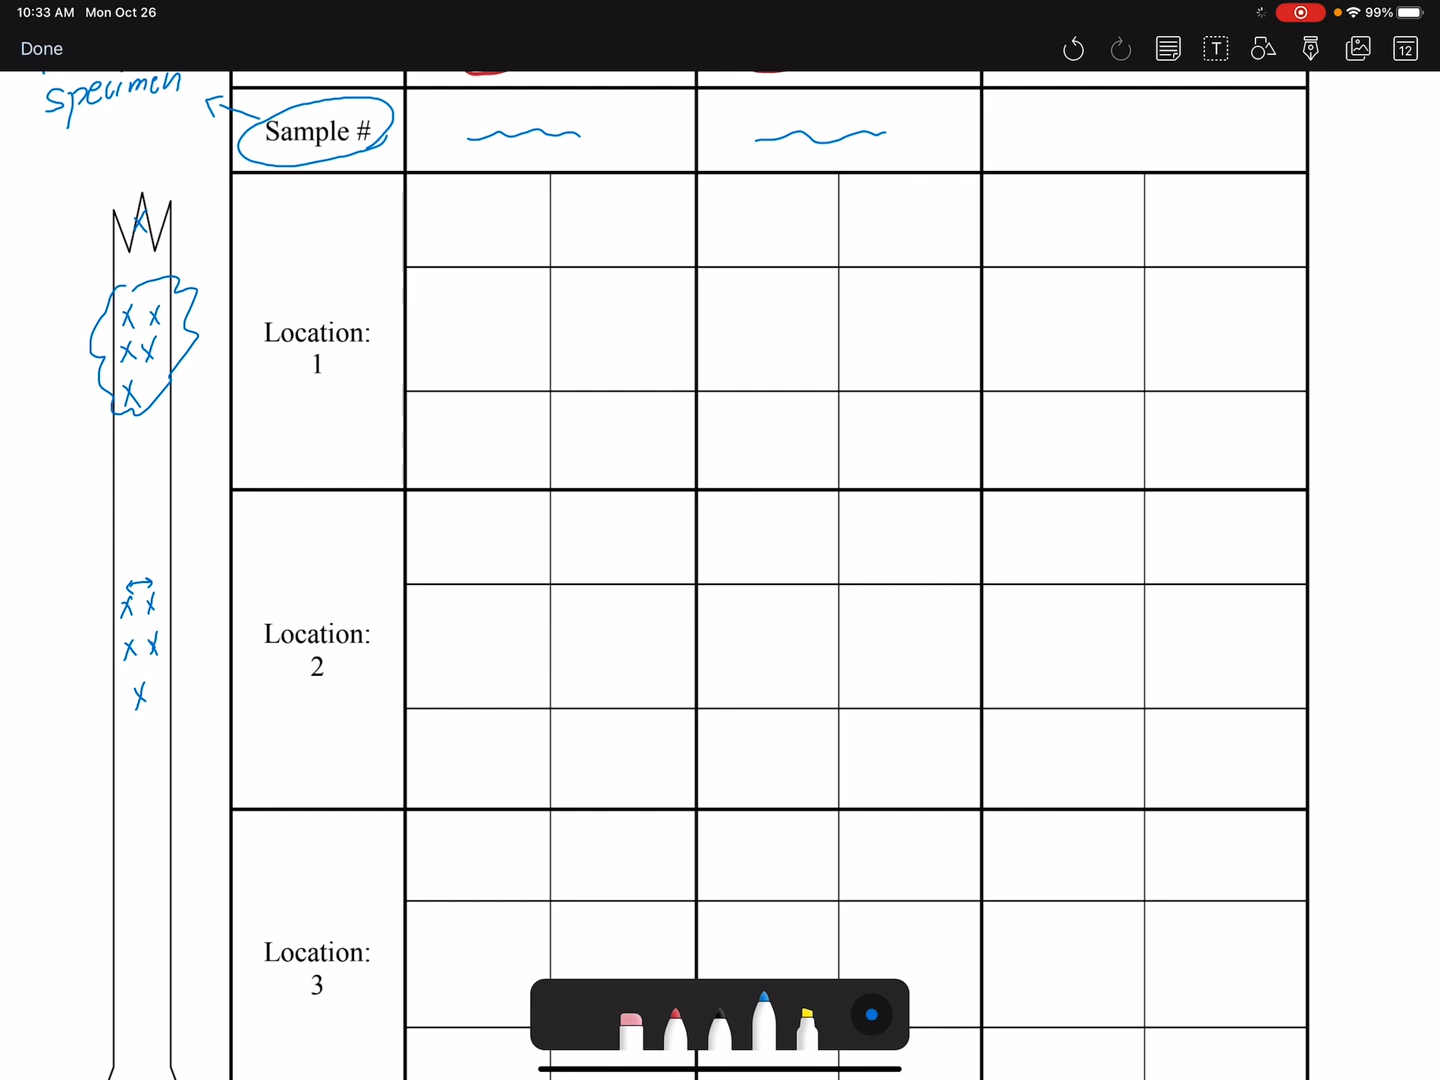 10:33 AM Mon Oct 26
99%
Done
T
12
specimen
Sample #
X
X X
X X
X
Location:
1
X X
X X
X
Location:
2
Location:
3